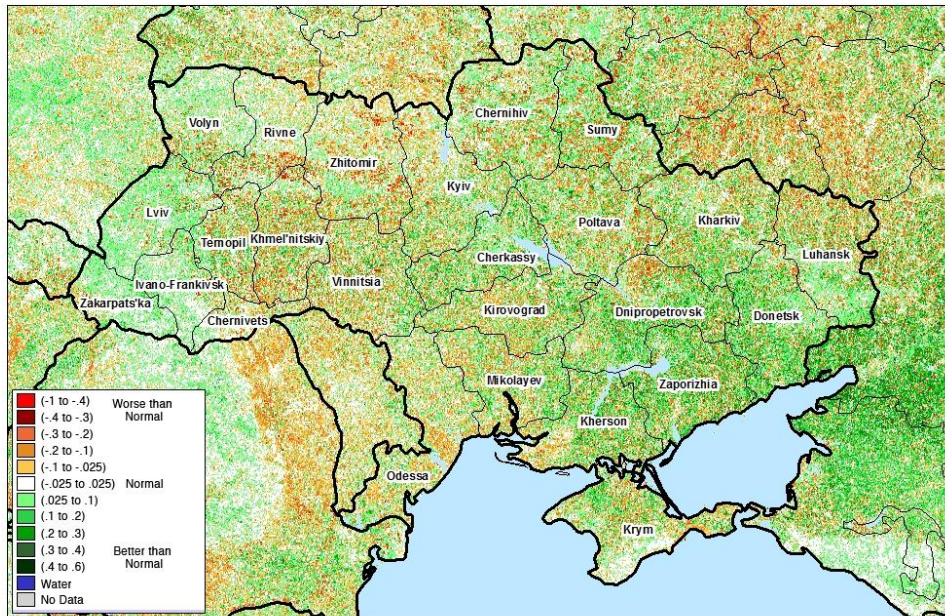 Volyn
Rivne
Zhitomir
Chernihiv
Sumy
Kyiv
Lviv
Ternopil
Khmel'nitskiy
Vinnitsia
Cherkassy
Poltava
Kharkiv
Luhansk
Ivano-Frankivsk
Zakarpats'ka
Chernivets
Kirovograd
Dnipropetrovsk
Donetsk
Mikolayev
Zaporizhia
Kherson
Odessa
Krym
(-1 to -.4) Worse than
(-.4 to -.3) Normal
(-.3 to -.2)
(-.2 to -.1)
(-.1 to -.025)
(-.025 to .025) Normal
(.025 to .1)
(.1 to .2)
(.2 to .3)
(.3 to .4) Better than
(.4 to .6) Normal
Water
No Data